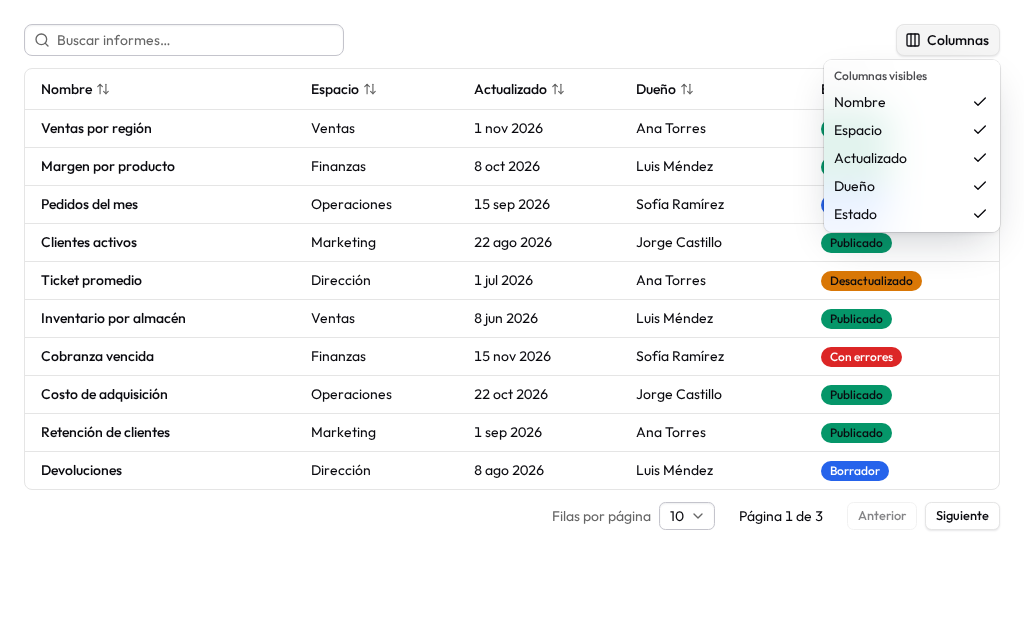 Buscar informes…
Columnas
Nombre Espacio Actualizado Dueño
Ventas por región Ventas 1 nov 2026 Ana Torres
Margen por producto Finanzas 8 oct 2026 Luis Méndez
Pedidos del mes Operaciones 15 sep 2026 Sofía Ramírez
Clientes activos Marketing 22 ago 2026 Jorge Castillo Publicado
Ticket promedio Dirección 1 jul 2026 Ana Torres Desactualizado
Inventario por almacén Ventas 8 jun 2026 Luis Méndez Publicado
Cobranza vencida Finanzas 15 nov 2026 Sofía Ramírez Con errores
Costo de adquisición Operaciones 22 oct 2026 Jorge Castillo Publicado
Retención de clientes Marketing 1 sep 2026 Ana Torres Publicado
Devoluciones Dirección 8 ago 2026 Luis Méndez Borrador
Columnas visibles
Nombre
Espacio
Actualizado
Dueño
Estado
Filas por página 10 Página 1 de 3 Anterior Siguiente